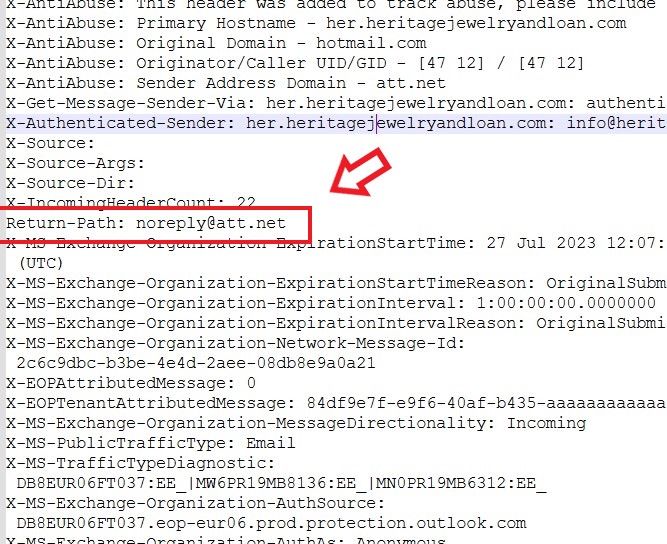 X-AntiAbuse: This header was added to track abuse, please include
X-AntiAbuse: Primary Hostname - her.heritagejewelryandloan.com
X-AntiAbuse: Original Domain - hotmail.com
X-AntiAbuse: Originator/Caller UID/GID - [47 12] / [47 12]
X-AntiAbuse: Sender Address Domain - att.net
X-Get-Message-Sender-Via: her.heritagejewelryandloan.com: authenti
X-Authenticated-Sender: her.heritagejewelryandloan.com: info@herit
X-Source:
X-Source-Args:
X-Source-Dir:
X-IncomingHeaderCount: 22
Return-Path: noreply@att.net
X-MS-Exchange-Organization-ExpirationStartTime: 27 Jul 2023 12:07:
(UTC)
X-MS-Exchange-Organization-ExpirationStartTimeReason: OriginalSubm
X-MS-Exchange-Organization-ExpirationInterval: 1:00:00:00.0000000
X-MS-Exchange-Organization-ExpirationIntervalReason: OriginalSubmi
X-MS-Exchange-Organization-Network-Message-Id:
2c6c9dbc-b3be-4e4d-2aee-08db8e9a0a21
X-EOPAttributedMessage: 0
X-EOPTenantAttributedMessage: 84df9e7f-e9f6-40af-b435-aaaaaaaaaaaa
X-MS-Exchange-Organization-MessageDirectionality: Incoming
X-MS-PublicTrafficType: Email
X-MS-TrafficTypeDiagnostic:
DB8EUR06FT037:EE_|MW6PR19MB8136:EE_|MN0PR19MB6312:EE_
X-MS-Exchange-Organization-AuthSource:
DB8EUR06FT037.eop-eur06.prod.protection.outlook.com
X-MS-Exchange-Organization-AuthAs: Anonymous